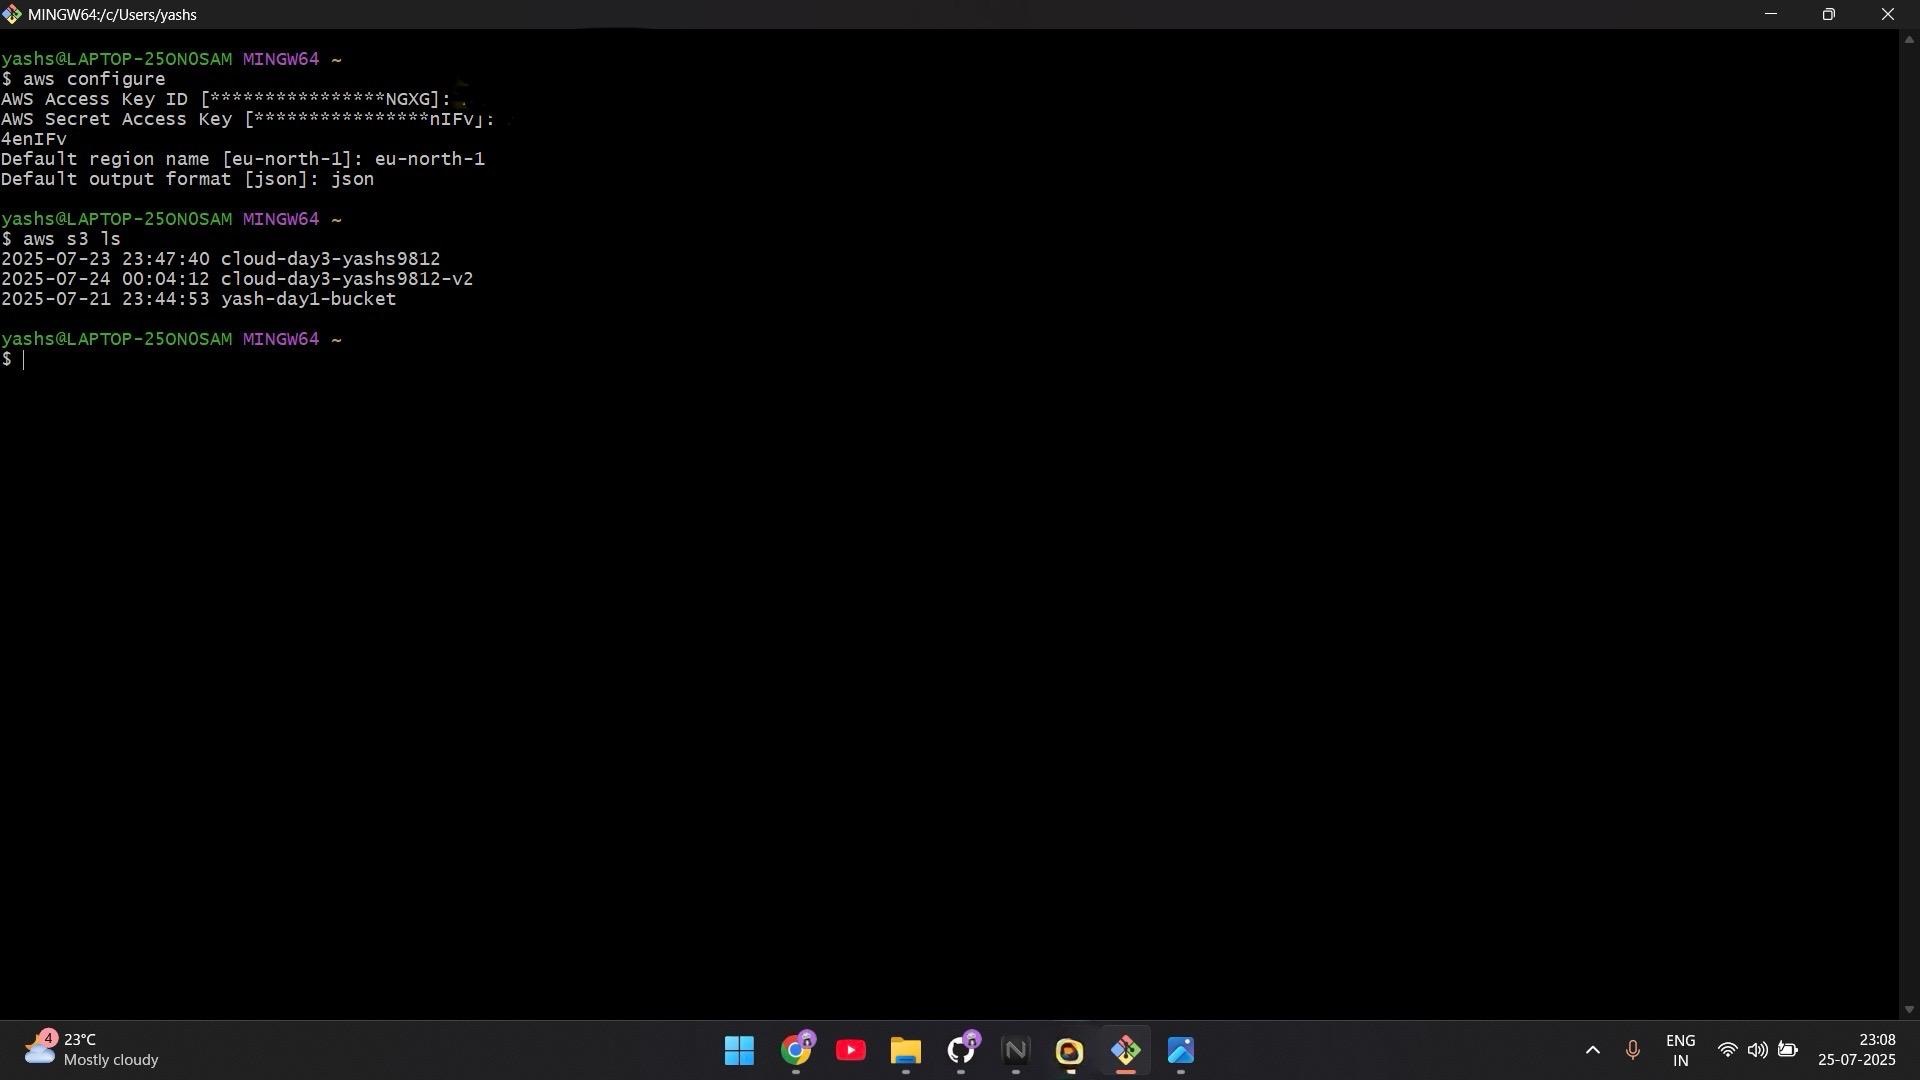 MINGW64:/c/Users/yashs
yashs@LAPTOP-25ON0SAM MINGW64 ~
$ aws configure
AWS Access Key ID [****************NGXG]:
AWS Secret Access Key [****************nIFv]:
4enIFv
Default region name [eu-north-1]: eu-north-1
Default output format [json]: json
yashs@LAPTOP-25ON0SAM MINGW64 ~
$ aws s3 ls
2025-07-23 23:47:40 cloud-day3-yashs9812
2025-07-24 00:04:12 cloud-day3-yashs9812-v2
2025-07-21 23:44:53 yash-day1-bucket
yashs@LAPTOP-25ON0SAM MINGW64 ~
$
4
23°C
Mostly cloudy
ENG
IN
23:08
25-07-2025